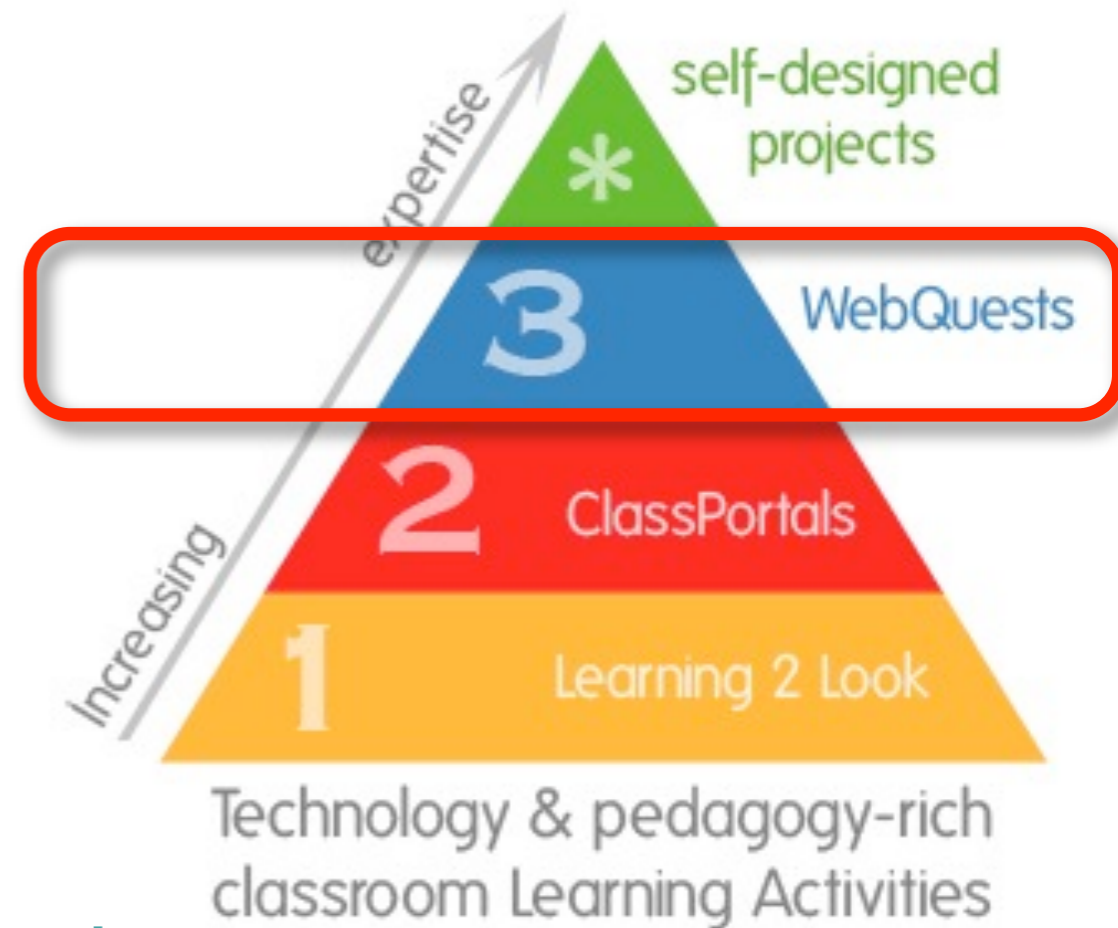 self-designed
projects
*
expertise
3
WebQuests
2
ClassPortals
Increasing
1
Learning 2 Look
Technology & pedagogy-rich
classroom Learning Activities